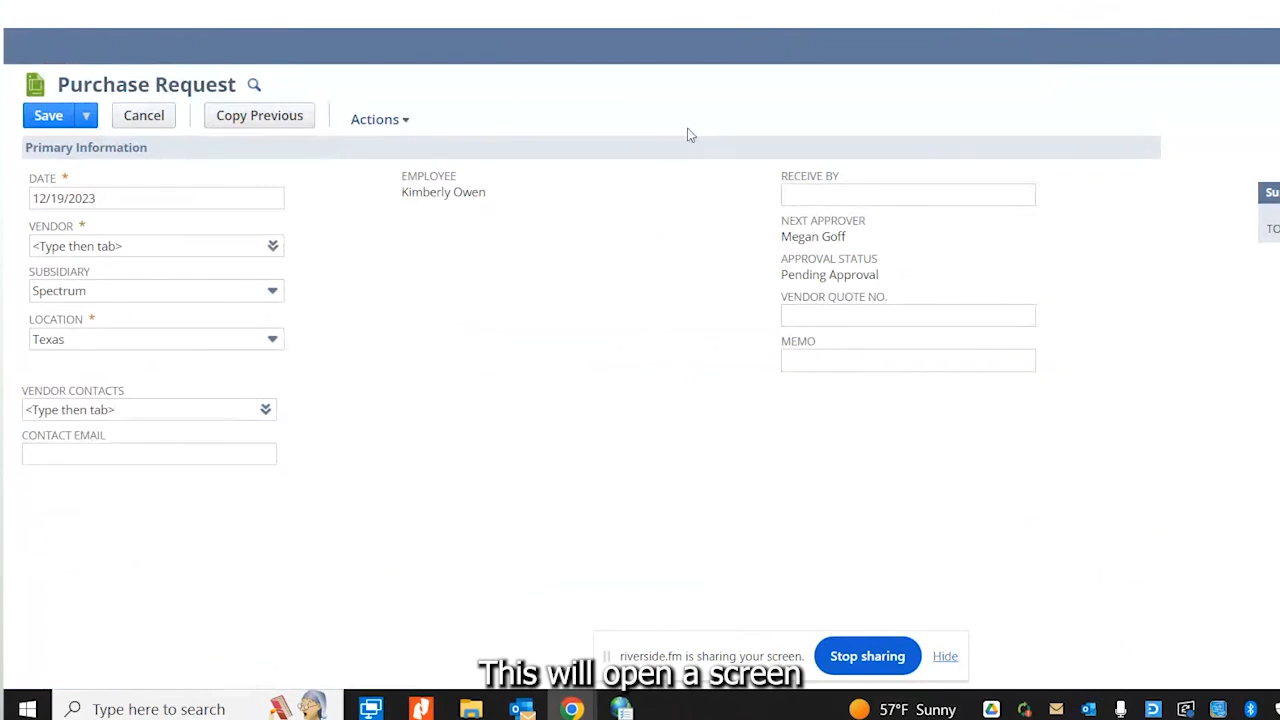 Purchase Request
Save
Cancel
Copy Previous
Actions
Primary Information
DATE *
12/19/2023
VENDOR *
<Type then tab>
SUBSIDIARY
Spectrum
LOCATION *
Texas
VENDOR CONTACTS
<Type then tab>
CONTACT EMAIL
EMPLOYEE
Kimberly Owen
RECEIVE BY
NEXT APPROVER
Megan Goff
APPROVAL STATUS
Pending Approval
VENDOR QUOTE NO.
MEMO
Su
TO
riverside.fm is sharing your screen.
Stop sharing
Hide
This will open a screen
Type here to search
57°F Sunny